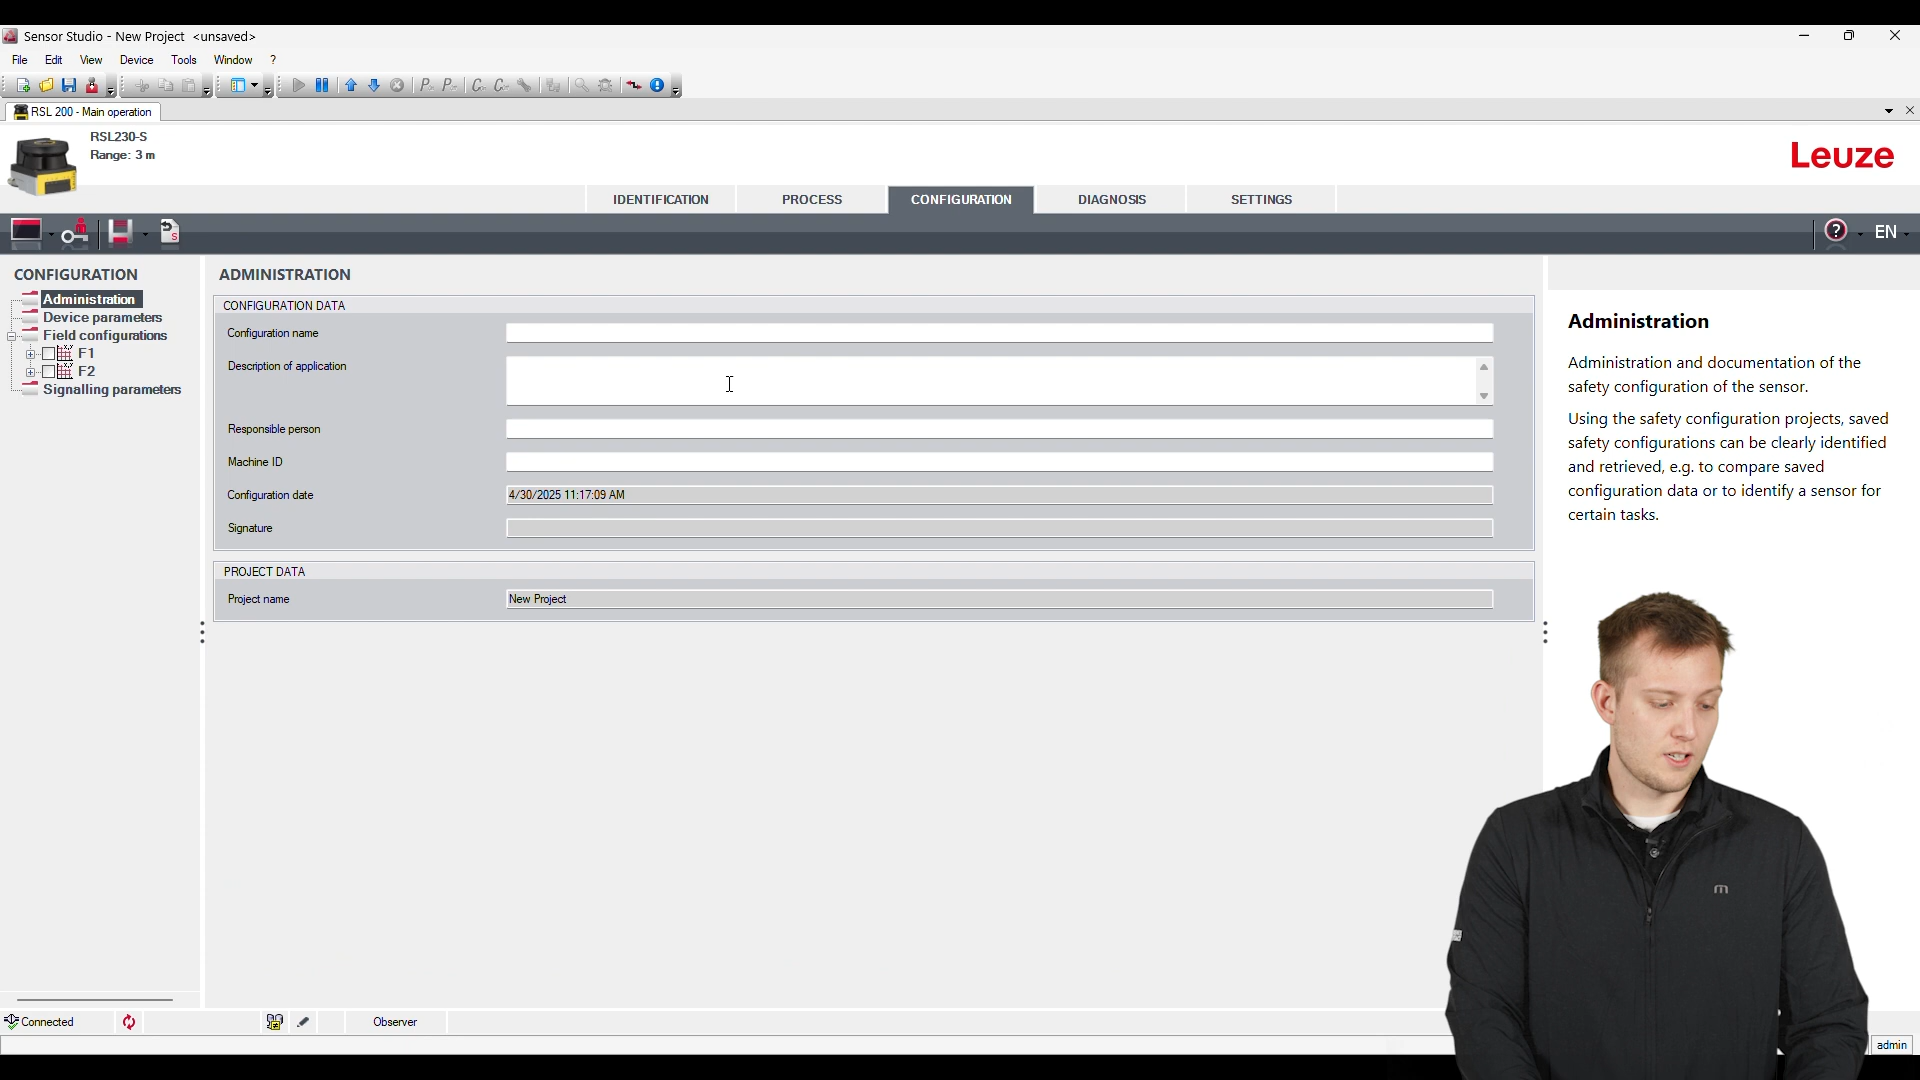 Sensor Studio - New Project <unsaved>
File Edit View Device Tools Window ?
RSL 200 - Main operation
RSL230-S
Range: 3 m
Leuze
IDENTIFICATION PROCESS CONFIGURATION DIAGNOSIS SETTINGS
EN
CONFIGURATION
Administration
Device parameters
Field configurations
F1
F2
Signalling parameters
ADMINISTRATION
CONFIGURATION DATA
Configuration name
Description of application
Responsible person
Machine ID
Configuration date 4/30/2025 11:17:09 AM
Signature
PROJECT DATA
Project name New Project
Administration
Administration and documentation of the
safety configuration of the sensor.
Using the safety configuration projects, saved
safety configurations can be clearly identified
and retrieved, e.g. to compare saved
configuration data or to identify a sensor for
certain tasks.
Connected
Observer
admin